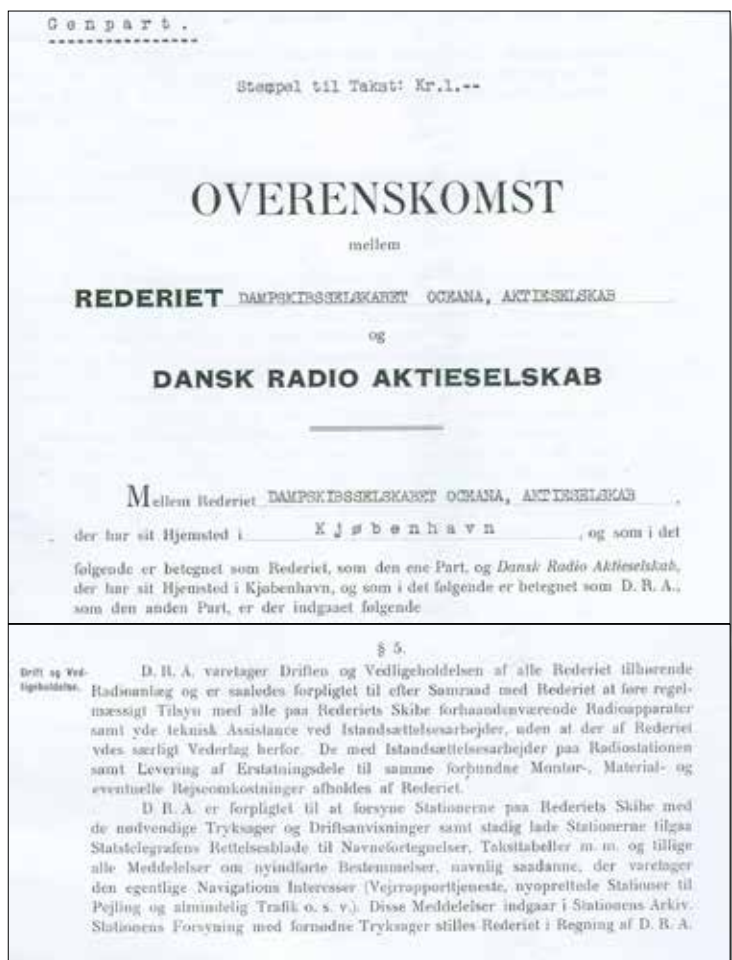 Genpart.
Stempel til Takst: Kr.1.--
OVERENSKOMST
mellem
REDERIET DAMPSKIBSSELSKABET OCEANA, AKTIESELSKAB
og
DANSK RADIO AKTIESELSKAB
Mellem Rederiet DAMPSKIBSSELSKABET OCEANA, AKTIESELSKAB ,
der har sit Hjemsted i Kjøbenhavn , og som i det
følgende er betegnet som Rederiet, som den ene Part, og Dansk Radio Aktieselskab,
der har sit Hjemsted i Kjøbenhavn, og som i det følgende er betegnet som D. R. A.,
som den anden Part, er der indgaaet følgende
§ 5.
Drift og Ved-
ligeholdelse.
D. R. A. varetager Driften og Vedligeholdelsen af alle Rederiet tilhørende
Radioanlæg og er saaledes forpligtet til efter Samraad med Rederiet at føre regel-
mæssigt Tilsyn med alle paa Rederiets Skibe forhaandenværende Radioapparater
samt yde teknisk Assistance ved Istandsættelsesarbejder, uden at der af Rederiet
ydes særligt Vederlag herfor. De med Istandsættelsesarbejder paa Radiostationen
samt Levering af Erstatningsdele til samme forbundne Montør-, Material- og
eventuelle Rejseomkostninger afholdes af Rederiet.
D. R. A. er forpligtet til at forsyne Stationerne paa Rederiets Skibe med
de nødvendige Tryksager og Driftsanvisninger samt stadig lade Stationerne tilgaa
Statstelegrafens Rettelsesblade til Navnefortegnelser, Taksttabeller m. m. og tillige
alle Meddelelser om nyindførte Bestemmelser, navnlig saadanne, der varetager
den egentlige Navigations Interesser (Vejrrapporttjeneste, nyoprettede Stationer til
Pejling og almindelig Trafik o. s. v.). Disse Meddelelser indgaar i Stationens Arkiv.
Stationens Forsyning med fornødne Tryksager stilles Rederiet i Regning af D. R. A.